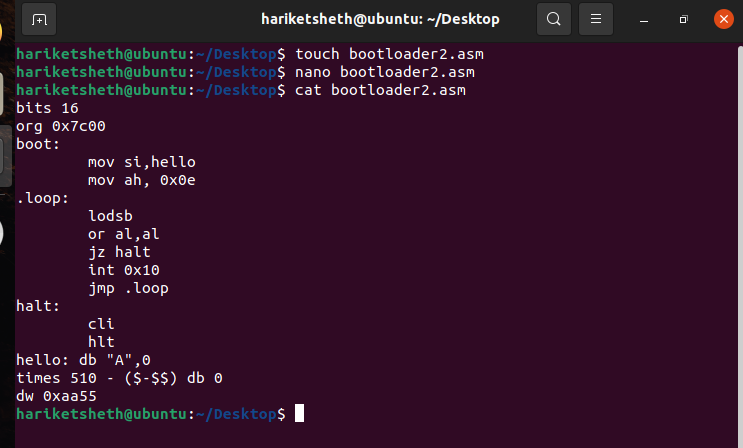 hariketsheth@ubuntu: ~/Desktop
hariketsheth@ubuntu:~/Desktop$ touch bootloader2.asm
hariketsheth@ubuntu:~/Desktop$ nano bootloader2.asm
hariketsheth@ubuntu:~/Desktop$ cat bootloader2.asm
bits 16
org 0x7c00
boot:
        mov si,hello
        mov ah, 0x0e
.loop:
        lodsb
        or al,al
        jz halt
        int 0x10
        jmp .loop
halt:
        cli
        hlt
hello: db "A",0
times 510 - ($-$$) db 0
dw 0xaa55
hariketsheth@ubuntu:~/Desktop$